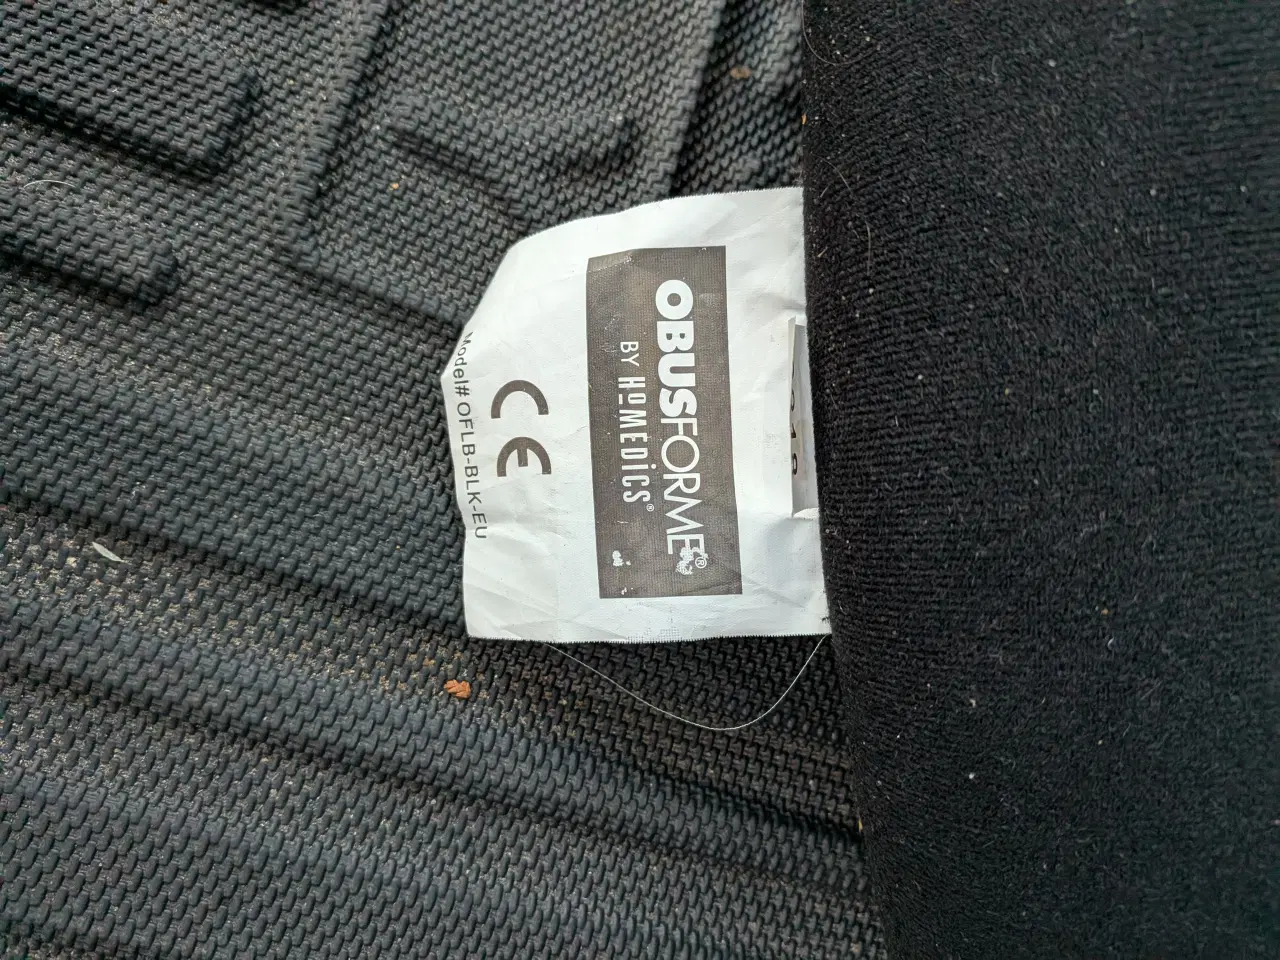 OBUSFORME®
BY HOMEDICS®
CE
Model# OFLB-BLK-EU